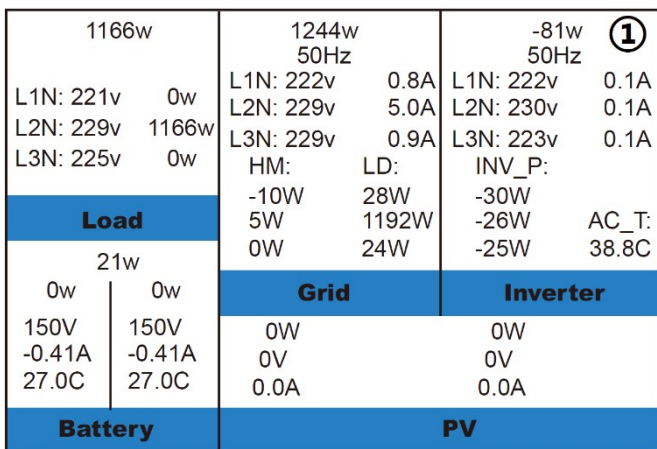 1166w
L1N: 221v 0w
L2N: 229v 1166w
L3N: 225v 0w
Load
1244w
50Hz
L1N: 222v 0.8A
L2N: 229v 5.0A
L3N: 229v 0.9A
HM: LD:
-10W 28W
5W 1192W
0W 24W
Grid
-81w ①
50Hz
L1N: 222v 0.1A
L2N: 230v 0.1A
L3N: 223v 0.1A
INV_P:
-30W
-26W AC_T:
-25W 38.8C
Inverter
21w
0w 0w
150V 150V
-0.41A -0.41A
27.0C 27.0C
Battery
0W 0W
0V 0V
0.0A 0.0A
PV